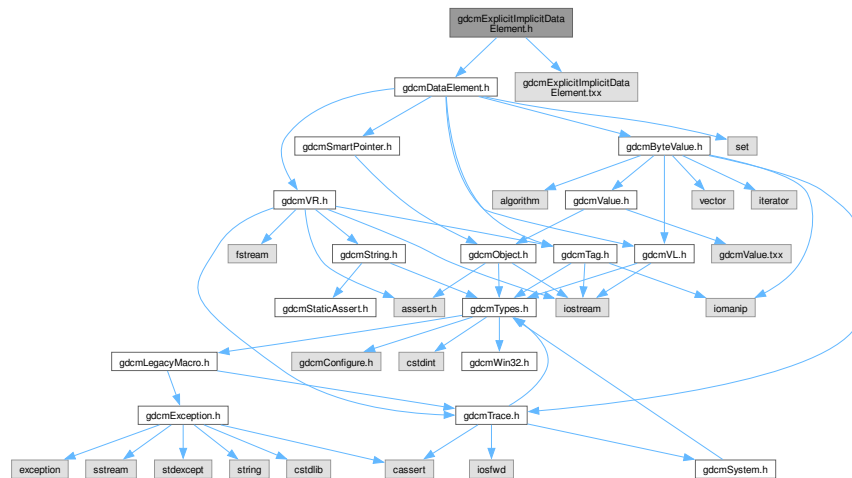 gdcmExplicitImplicitData
Element.h
gdcmDataElement.h
gdcmExplicitImplicitData
Element.txx
gdcmSmartPointer.h
gdcmByteValue.h
set
gdcmVR.h
algorithm
gdcmValue.h
vector
iterator
fstream
gdcmString.h
gdcmObject.h
gdcmTag.h
gdcmVL.h
gdcmValue.txx
gdcmStaticAssert.h
assert.h
gdcmTypes.h
iostream
iomanip
gdcmLegacyMacro.h
gdcmConfigure.h
cstdint
gdcmWin32.h
gdcmException.h
gdcmTrace.h
exception
sstream
stdexcept
string
cstdlib
cassert
iosfwd
gdcmSystem.h